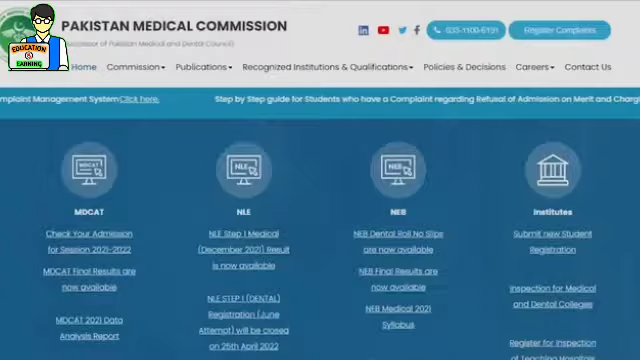 PAKISTAN MEDICAL COMMISSION
Successor of Pakistan Medical and Dental Council)
Register Complaints
EDUCATION
&
EARNING
Home Commission Publications Recognized Institutions & Qualifications Policies & Decisions Careers Contact Us
omplaint Management System Click here. Step by Step guide for Students who have a Complaint regarding Refusal of Admission on Merit and Charg
MDCAT
NLE
NEB
MDCAT NLE NEB Institutes
Check Your Admission
for Session 2021-2022
MDCAT Final Results are
now available
MDCAT 2021 Data
Analysis Report
NLE Step 1 Medical
(December 2021) Result
is now available
NLE STEP 1 (DENTAL)
Registration (June
Attempt) will be closed
on 25th April 2022
NEB Dental Roll No Slips
are now available
NEB Final Results are
now available
NEB Medical 2021
Syllabus
Submit new Student
Registration
Inspection for Medical
and Dental Colleges
Register for Inspection
of Teaching Hospitals